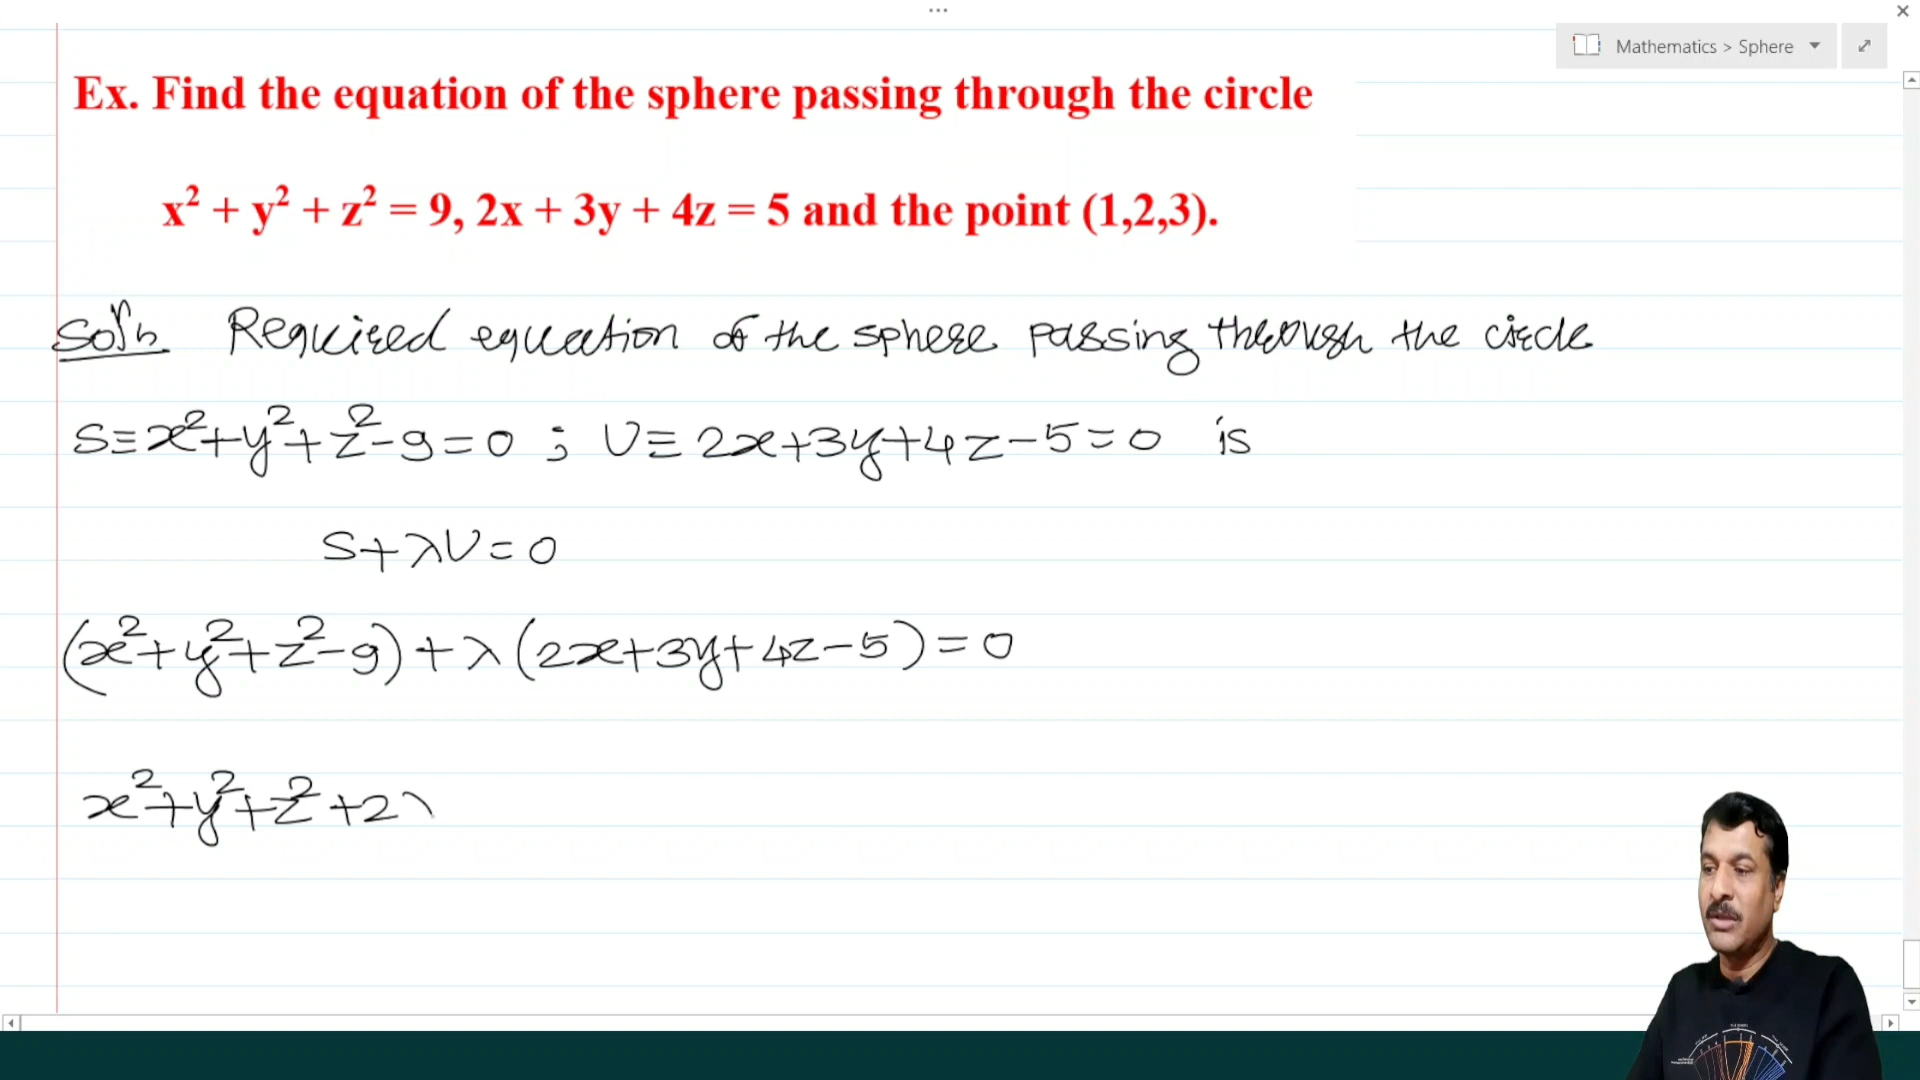 ...
Mathematics > Sphere
Ex. Find the equation of the sphere passing through the circle
x² + y² + z² = 9, 2x + 3y + 4z = 5 and the point (1,2,3).
Soln Required equation of the sphere passing through the circle
S≡x²+y²+z²-9=0 ; U≡2x+3y+4z-5=0 is
S+λU=0
(x²+y²+z²-9)+λ(2x+3y+4z-5)=0
x²+y²+z²+2